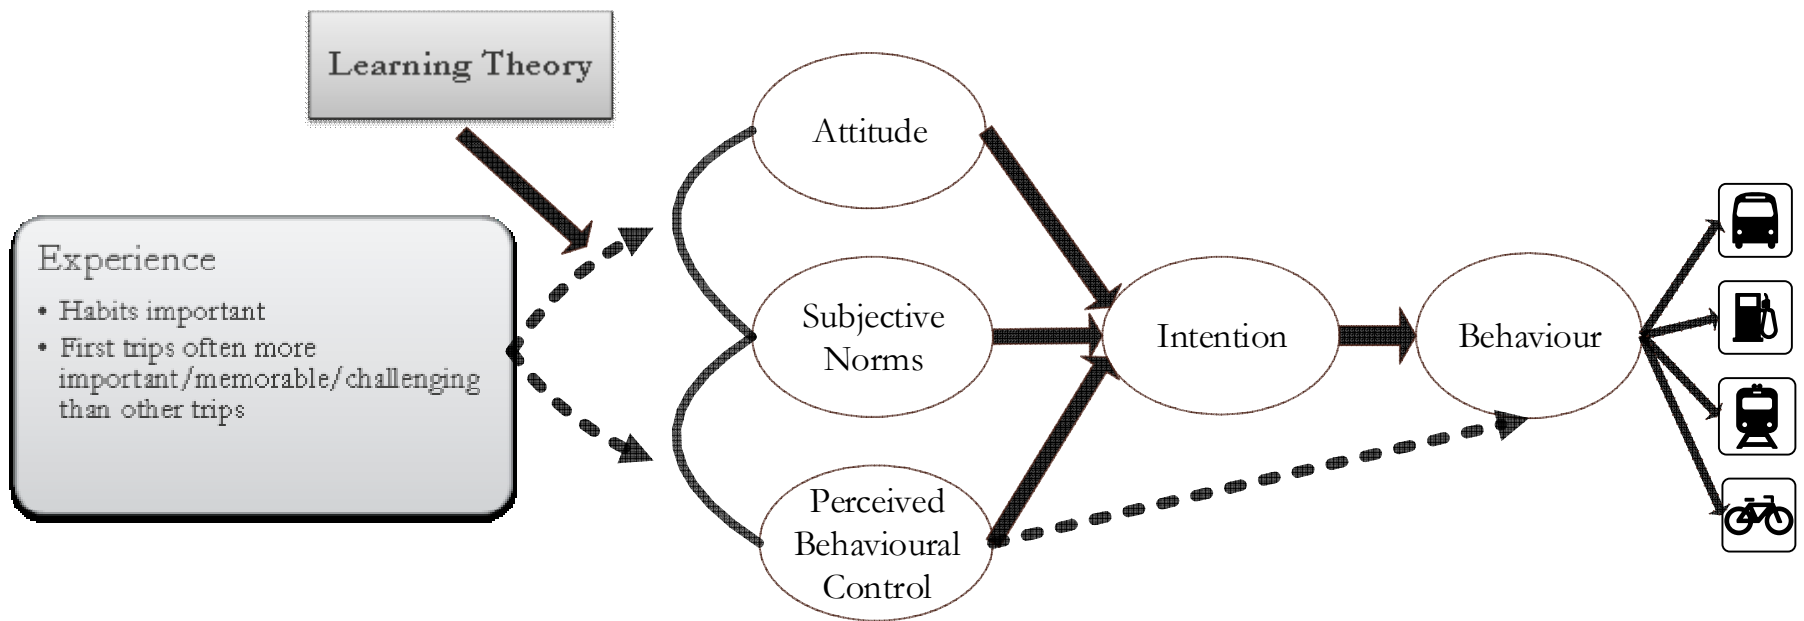 Learning Theory
Experience
• Habits important
• First trips often more
important/memorable/challenging
than other trips
Attitude
Subjective
Norms
Perceived
Behavioural
Control
Intention
Behaviour